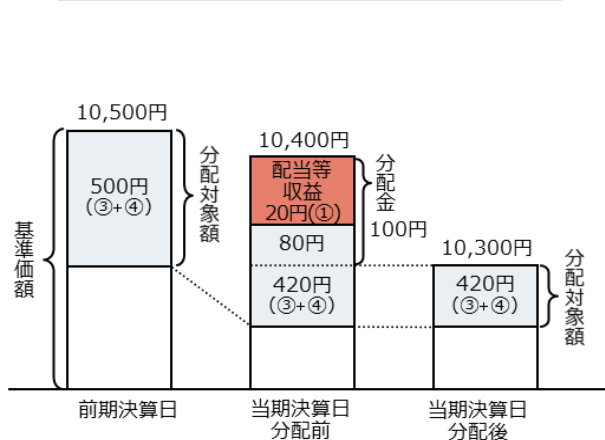 10,500円
500円
(③+④)
分配対象額
基準価額
前期決算日
10,400円
配当等
収益
20円(①)
80円
420円
(③+④)
分配金
100円
当期決算日
分配前
10,300円
420円
(③+④)
分配対象額
当期決算日
分配後